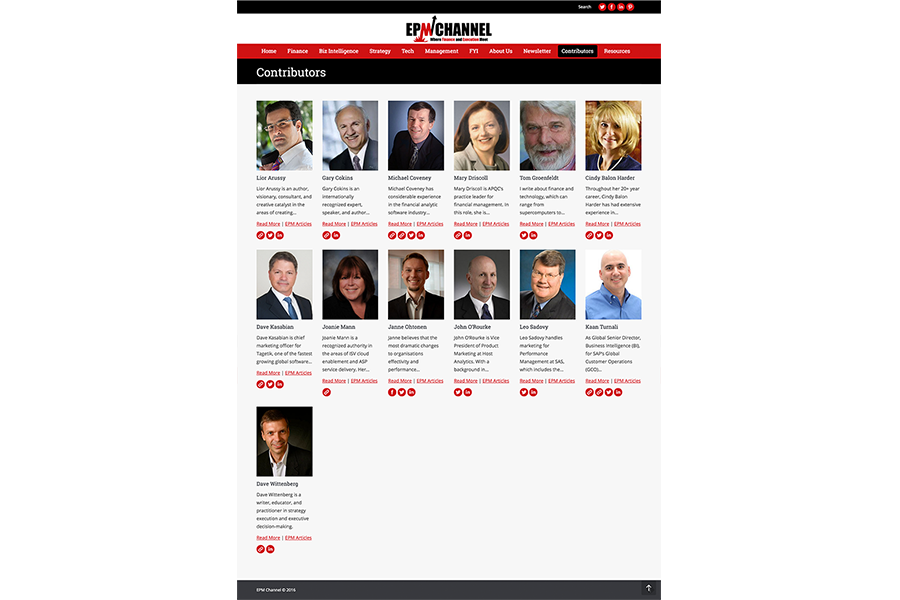 Search
EPMCHANNEL
Where Finance and Execution Meet
Home Finance Biz Intelligence Strategy Tech Management FYI About Us Newsletter Contributors Resources
Contributors
Lior Arussy
Lior Arussy is an author,
visionary, consultant, and
creative catalyst in the
areas of creating...
Read More | EPM Articles
Gary Cokins
Gary Cokins is an
internationally
recognized expert,
speaker, and author...
Read More | EPM Articles
Michael Coveney
Michael Coveney has
considerable experience
in the financial analytic
software industry...
Read More | EPM Articles
Mary Driscoll
Mary Driscoll is APQC's
practice leader for
financial management. In
this role, she is...
Read More | EPM Articles
Tom Groenfeldt
I write about finance and
technology, which can
range from
supercomputers to...
Read More | EPM Articles
Cindy Balon Harder
Throughout her 20+ year
career, Cindy Balon
Harder has had extensive
experience in...
Read More | EPM Articles
Dave Kasabian
Dave Kasabian is chief
marketing officer for
Tagetik, one of the fastest
growing global software...
Read More | EPM Articles
Joanie Mann
Joanie Mann is a
recognized authority in
the areas of ISV cloud
enablement and ASP
service delivery. Her...
Read More | EPM Articles
Janne Ohtonen
Janne believes that the
most dramatic changes
to organisations
effectivity and
performance...
Read More | EPM Articles
John O'Rourke
John O'Rourke is Vice
President of Product
Marketing at Host
Analytics. With a
background in...
Read More | EPM Articles
Leo Sadovy
Leo Sadovy handles
marketing for
Performance
Management at SAS,
which includes the...
Read More | EPM Articles
Kaan Turnali
As Global Senior Director,
Business Intelligence (BI),
for SAP's Global
Customer Operations
(GCO)...
Read More | EPM Articles
Dave Wittenberg
Dave Wittenberg is a
writer, educator, and
practitioner in strategy
execution and executive
decision-making.
Read More | EPM Articles
EPM Channel © 2016